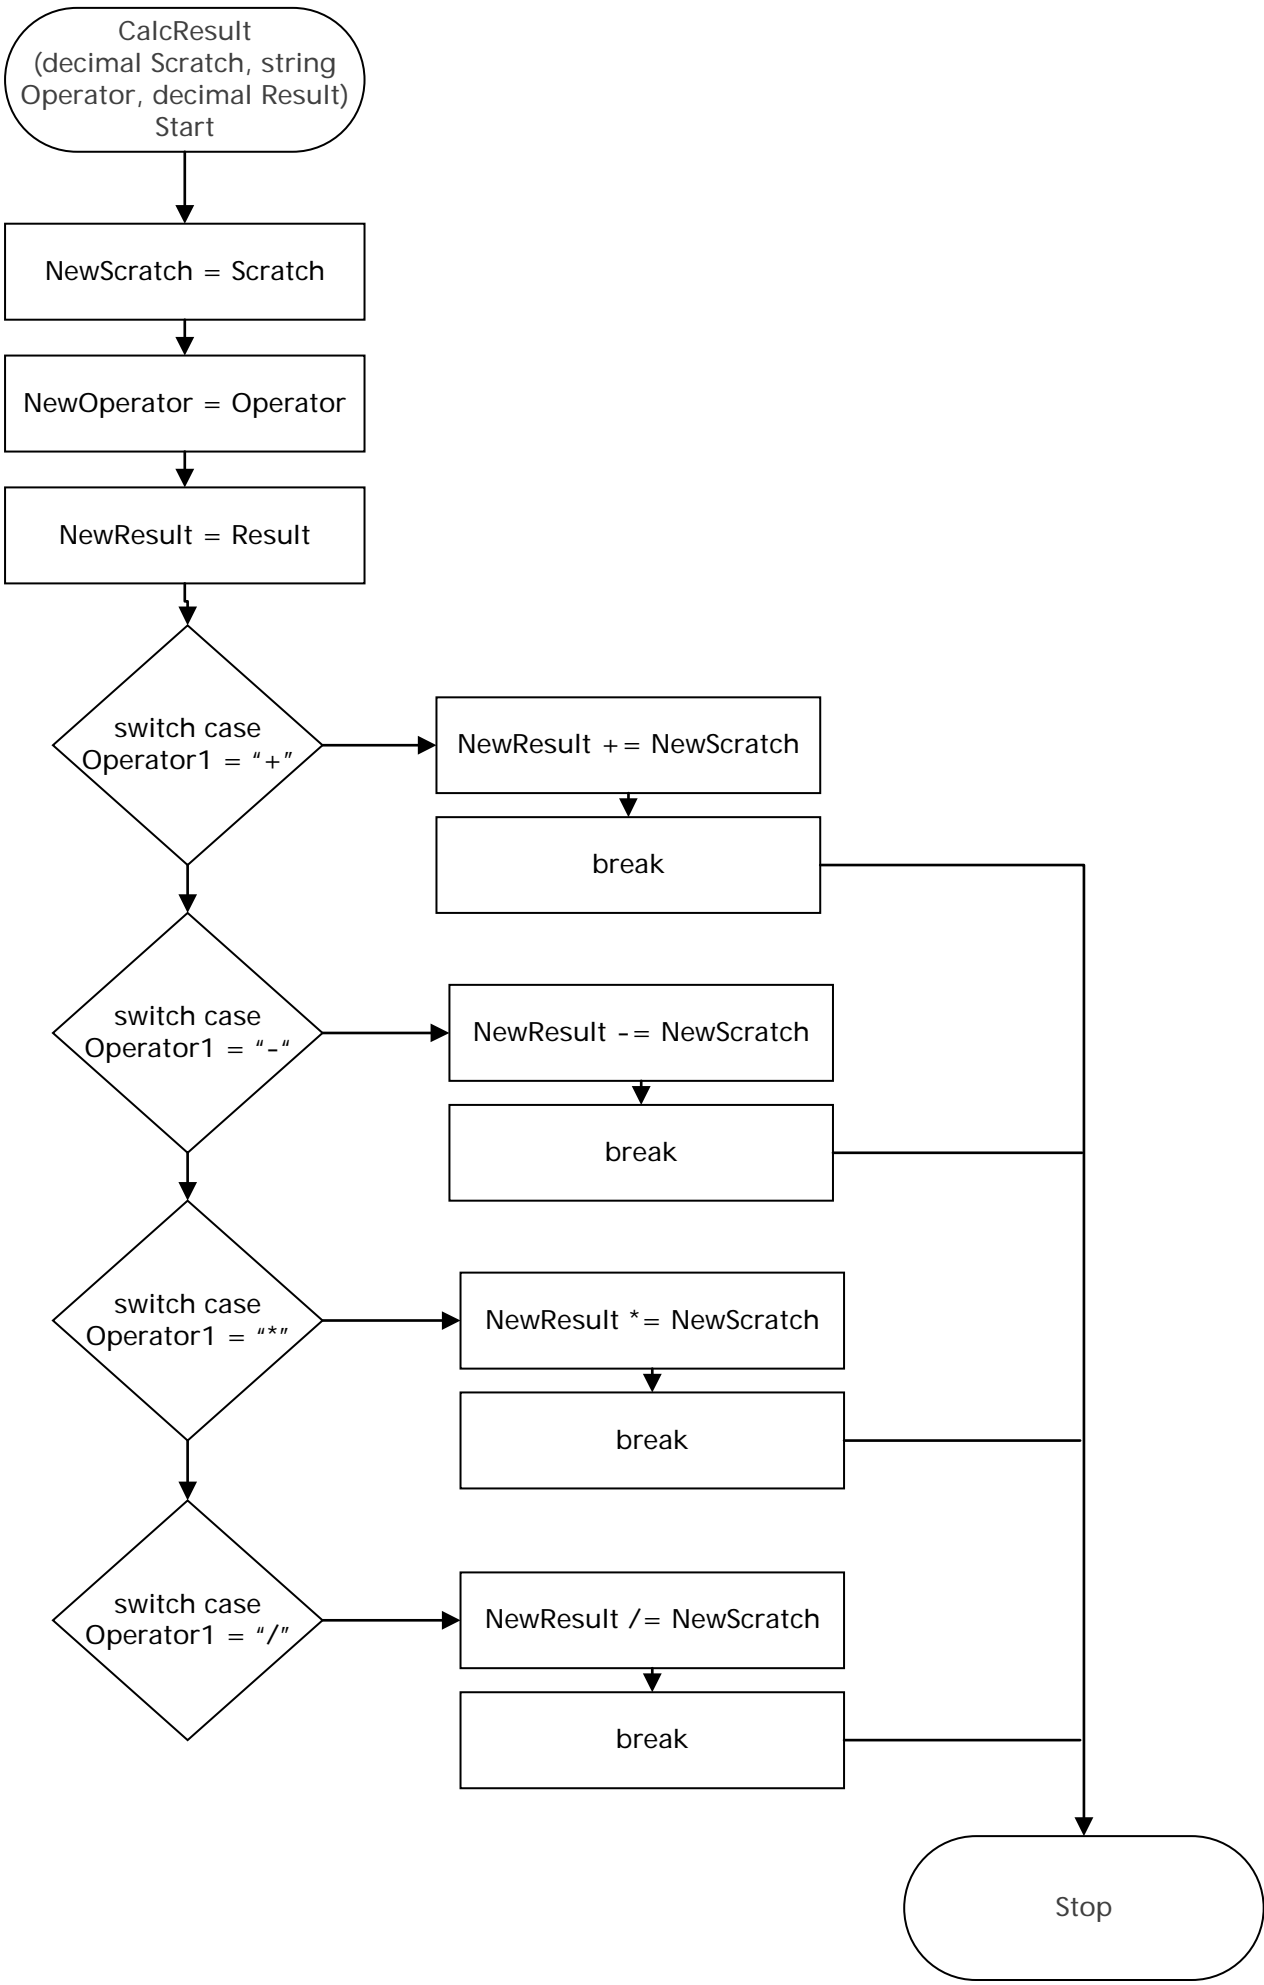 CalcResult
(decimal Scratch, string
Operator, decimal Result)
Start
NewScratch = Scratch
NewOperator = Operator
NewResult = Result
switch case
Operator1 = “+”
NewResult += NewScratch
break
switch case
Operator1 = “-“
NewResult -= NewScratch
break
switch case
Operator1 = “*”
NewResult *= NewScratch
break
switch case
Operator1 = “/”
NewResult /= NewScratch
break
Stop